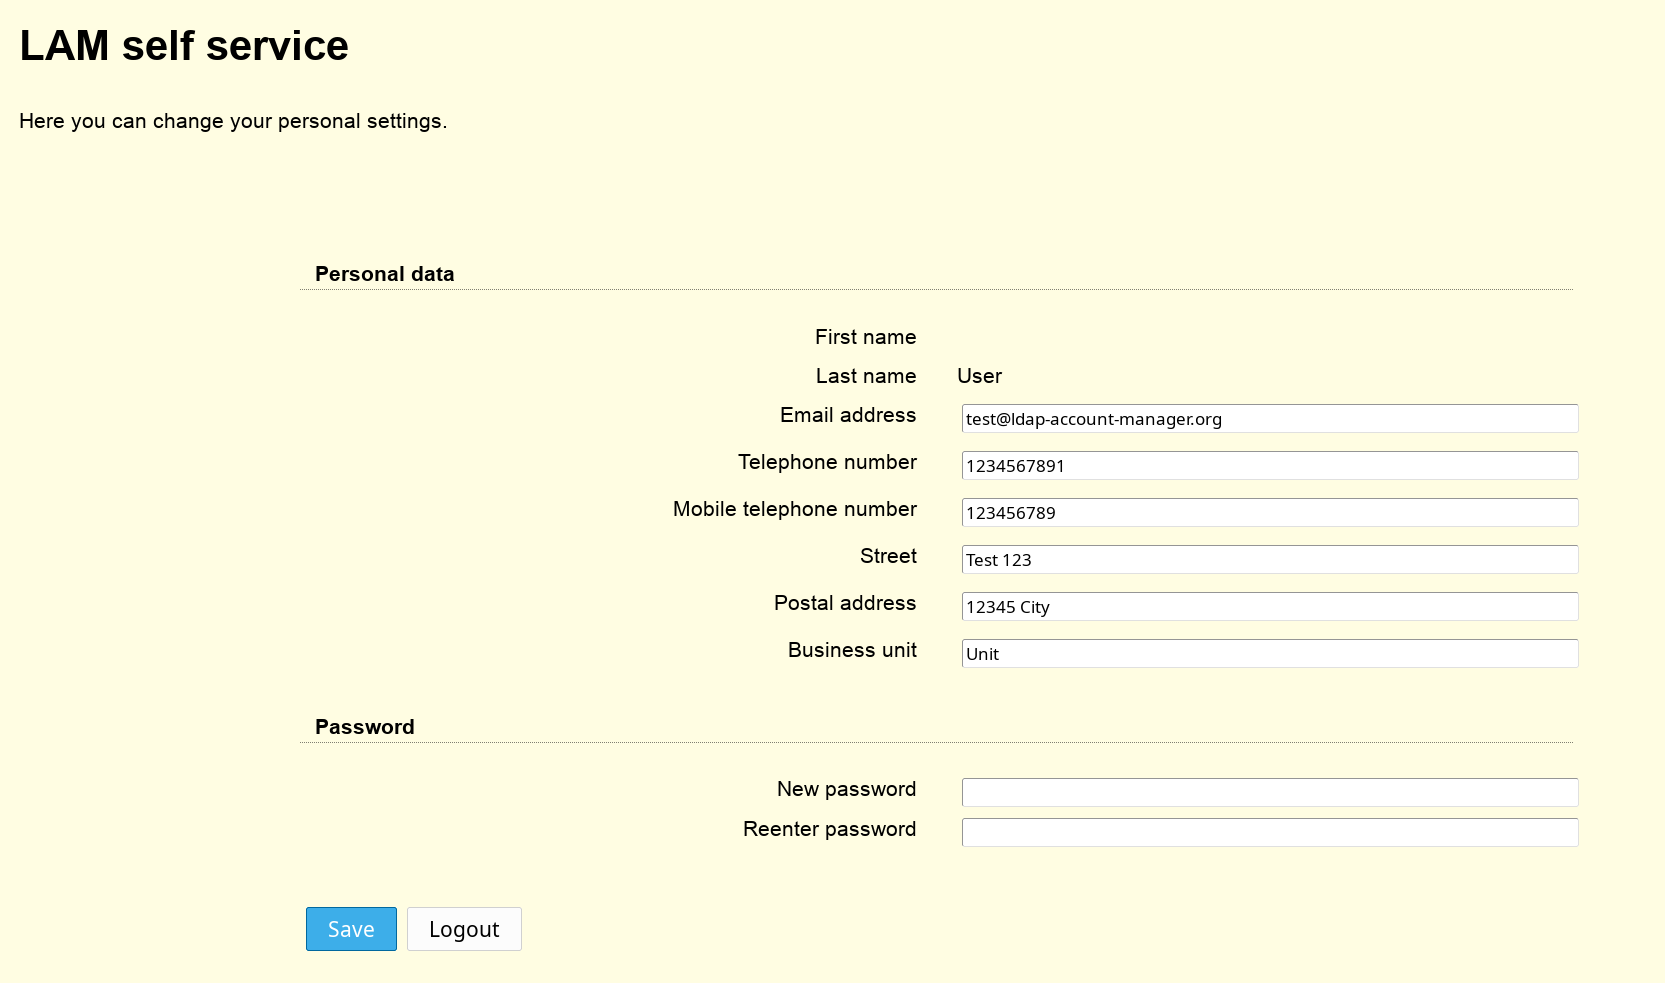 LAM self service
Here you can change your personal settings.
Personal data
First name
Last name User
Email address test@ldap-account-manager.org
Telephone number 1234567891
Mobile telephone number 123456789
Street Test 123
Postal address 12345 City
Business unit Unit
Password
New password
Reenter password
Save Logout